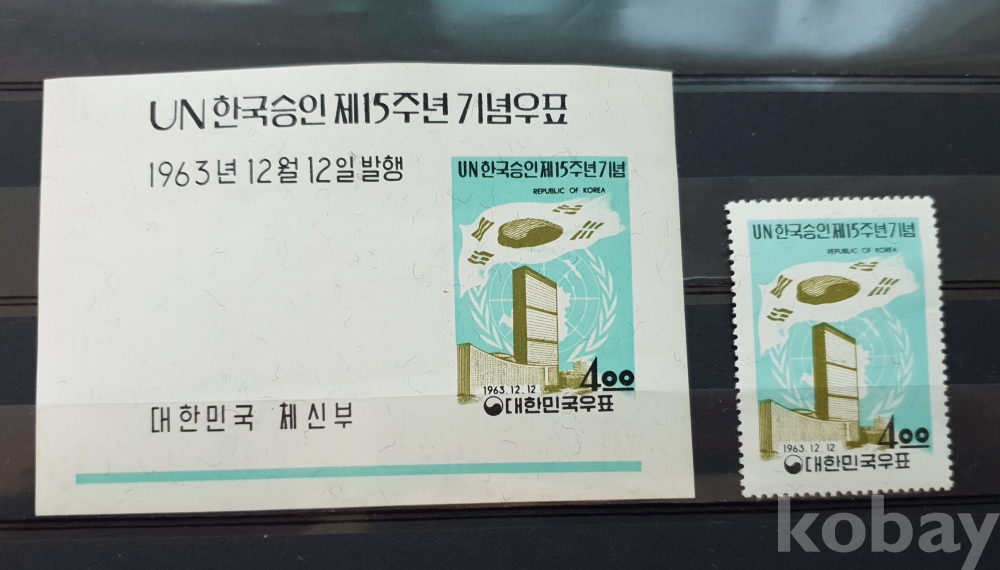 UN 한국승인 제15주년 기념우표
1963년 12월 12일 발행
UN 한국승인 제15주년 기념
REPUBLIC OF KOREA
1963.12.12
4.00
대한민국우표
대한민국 체신부
UN 한국승인 제15주년 기념
REPUBLIC OF KOREA
1963.12.12
4.00
대한민국우표
kobay